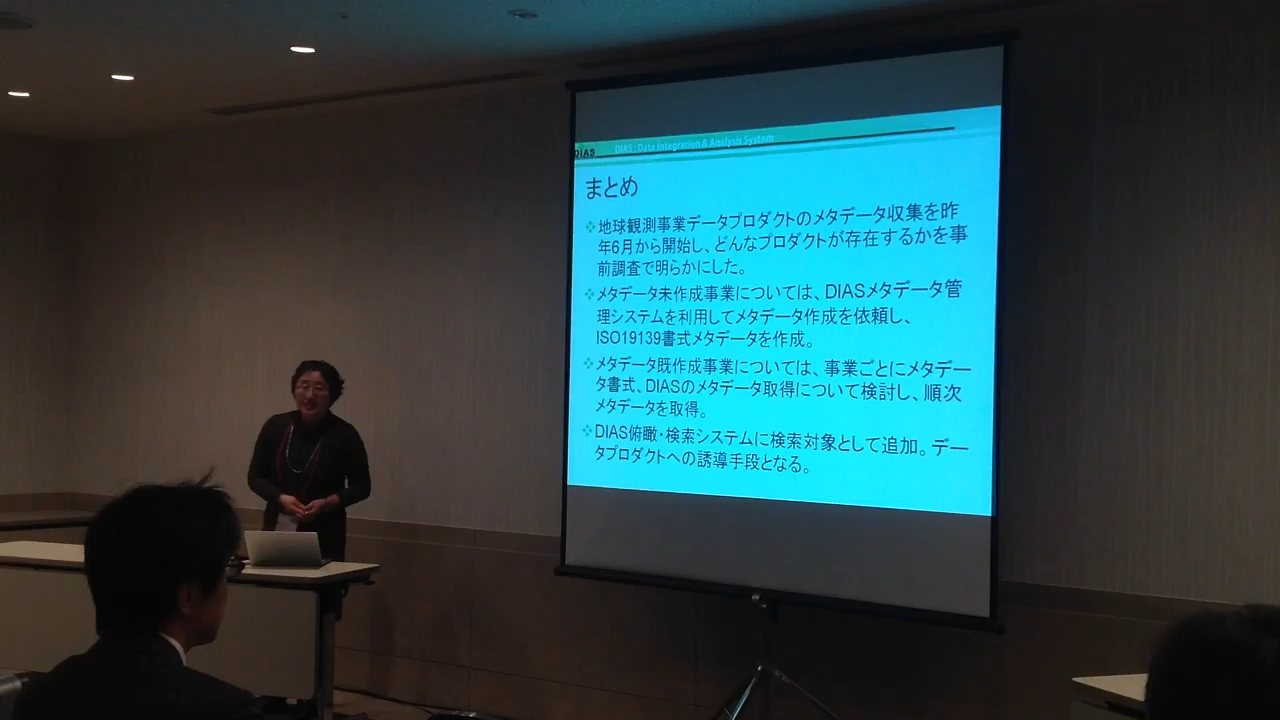 DIAS
DIAS : Data Integration & Analysis System
まとめ
地球観測事業データプロダクトのメタデータ収集を昨
年6月から開始し、どんなプロダクトが存在するかを事
前調査で明らかにした。
メタデータ未作成事業については、DIASメタデータ管
理システムを利用してメタデータ作成を依頼し、
ISO19139書式メタデータを作成。
メタデータ既作成事業については、事業ごとにメタデー
タ書式、DIASのメタデータ取得について検討し、順次
メタデータを取得。
DIAS俯瞰・検索システムに検索対象として追加。デー
タプロダクトへの誘導手段となる。